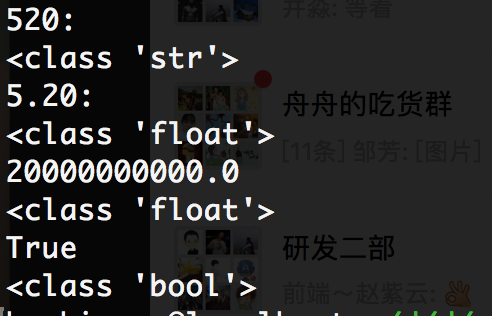 井淼: 等着
520:
<class 'str'>
5.20:
<class 'float'>
舟舟的吃货群
[11条] 邹芳: [图片]
20000000000.0
<class 'float'>
True
研发二部
<class 'bool'>
前端～赵紫云: